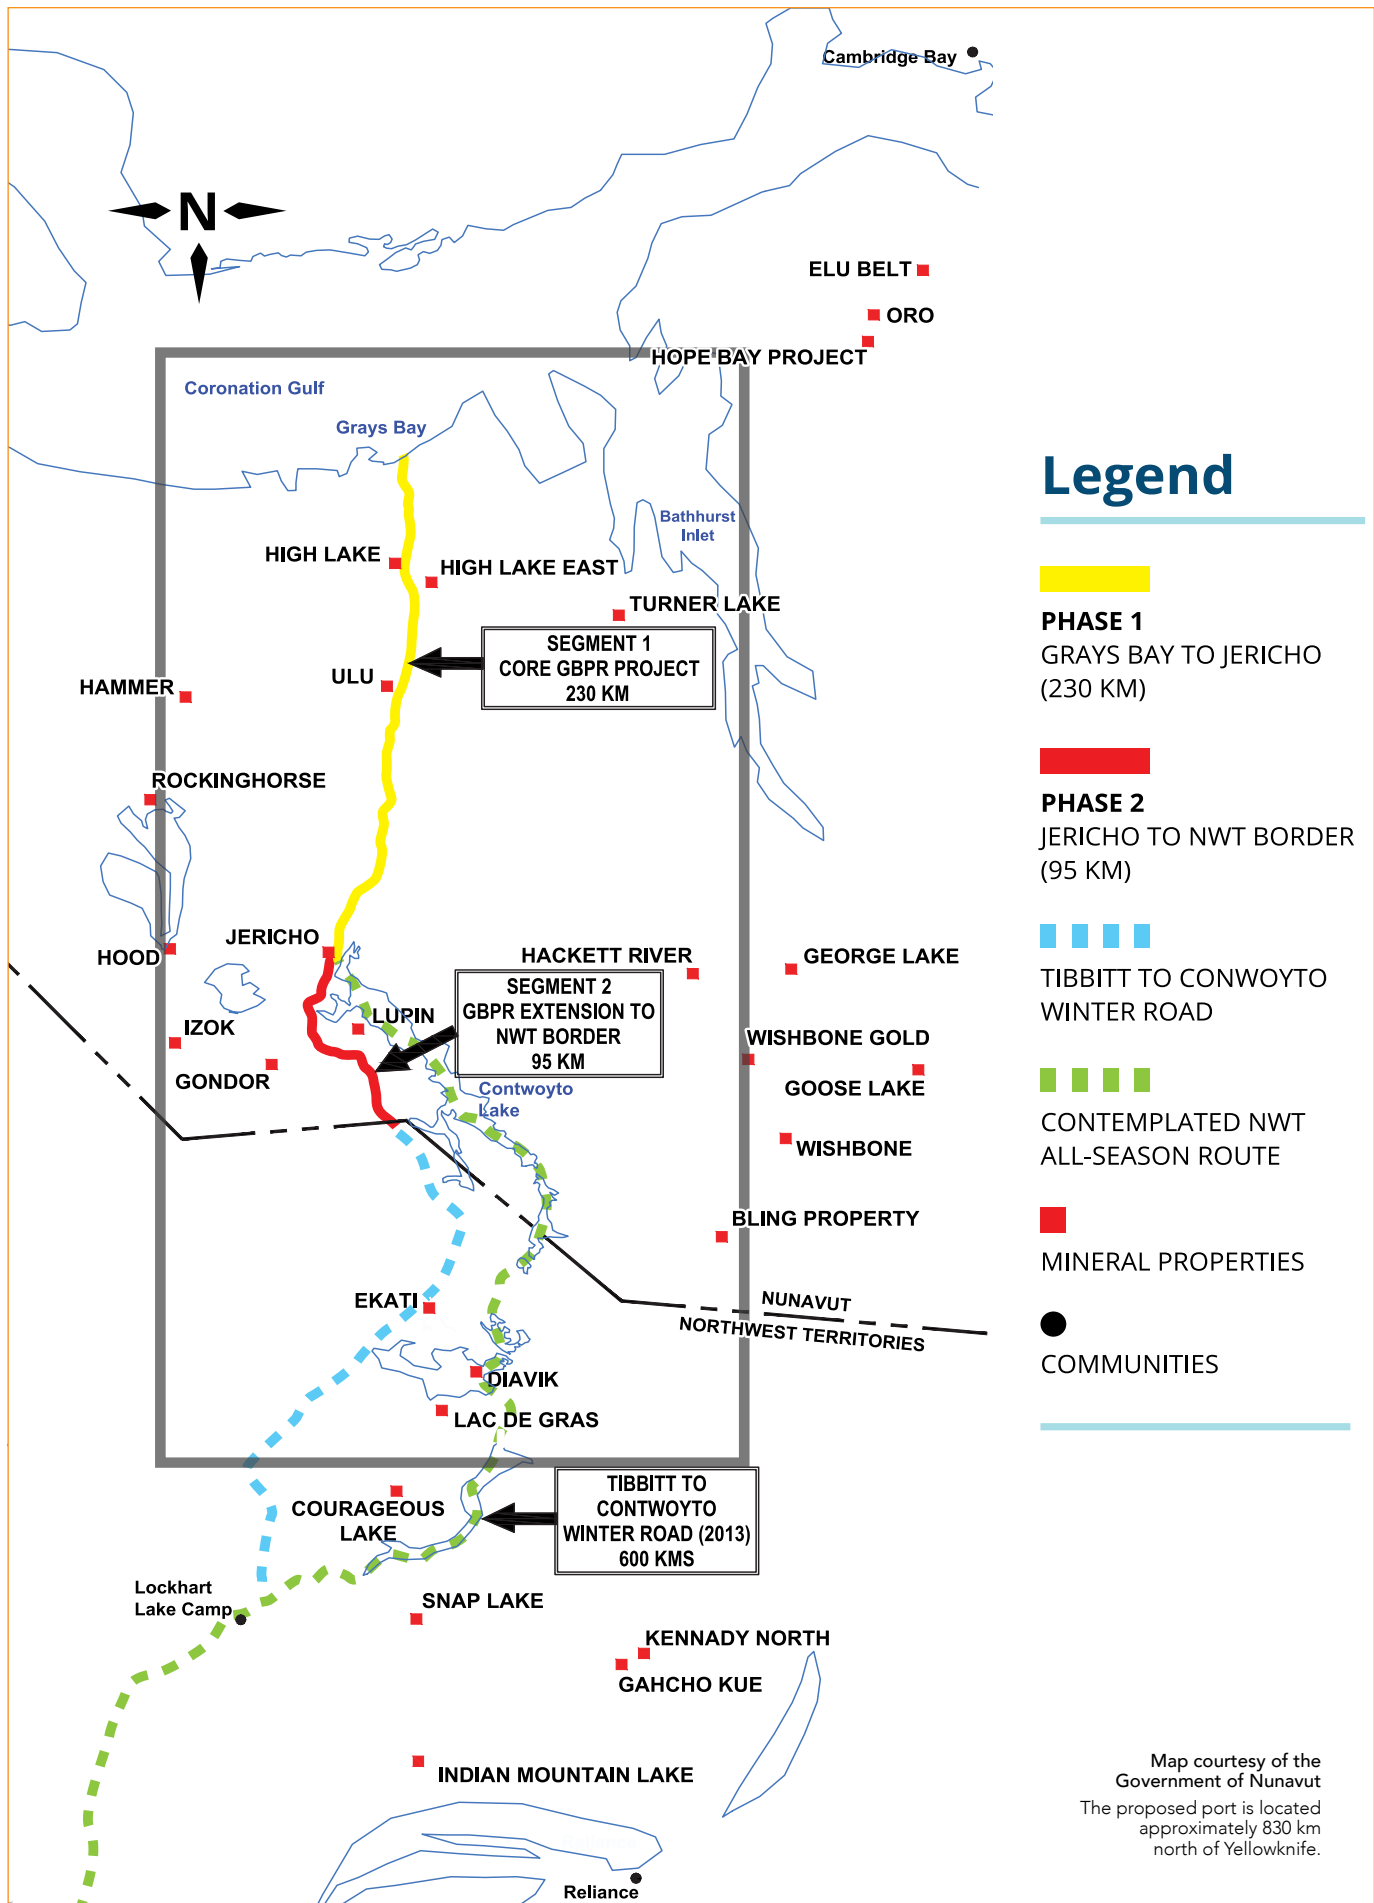 Cambridge Bay
N
ELU BELT
ORO
HOPE BAY PROJECT
Coronation Gulf
Grays Bay
Bathhurst
Inlet
HIGH LAKE
HIGH LAKE EAST
TURNER LAKE
SEGMENT 1
CORE GBPR PROJECT
230 KM
ULU
HAMMER
ROCKINGHORSE
JERICHO
HOOD
HACKETT RIVER
GEORGE LAKE
SEGMENT 2
GBPR EXTENSION TO
NWT BORDER
95 KM
LUPIN
IZOK
GONDOR
WISHBONE GOLD
GOOSE LAKE
Contwoyto
Lake
WISHBONE
BLING PROPERTY
EKATI
NUNAVUT
NORTHWEST TERRITORIES
DIAVIK
LAC DE GRAS
TIBBITT TO
CONTWOYTO
WINTER ROAD (2013)
600 KMS
COURAGEOUS
LAKE
Lockhart
Lake Camp
SNAP LAKE
KENNADY NORTH
GAHCHO KUE
INDIAN MOUNTAIN LAKE
Reliance
Legend
PHASE 1
GRAYS BAY TO JERICHO
(230 KM)
PHASE 2
JERICHO TO NWT BORDER
(95 KM)
TIBBITT TO CONWOYTO
WINTER ROAD
CONTEMPLATED NWT
ALL-SEASON ROUTE
MINERAL PROPERTIES
COMMUNITIES
Map courtesy of the
Government of Nunavut
The proposed port is located
approximately 830 km
north of Yellowknife.